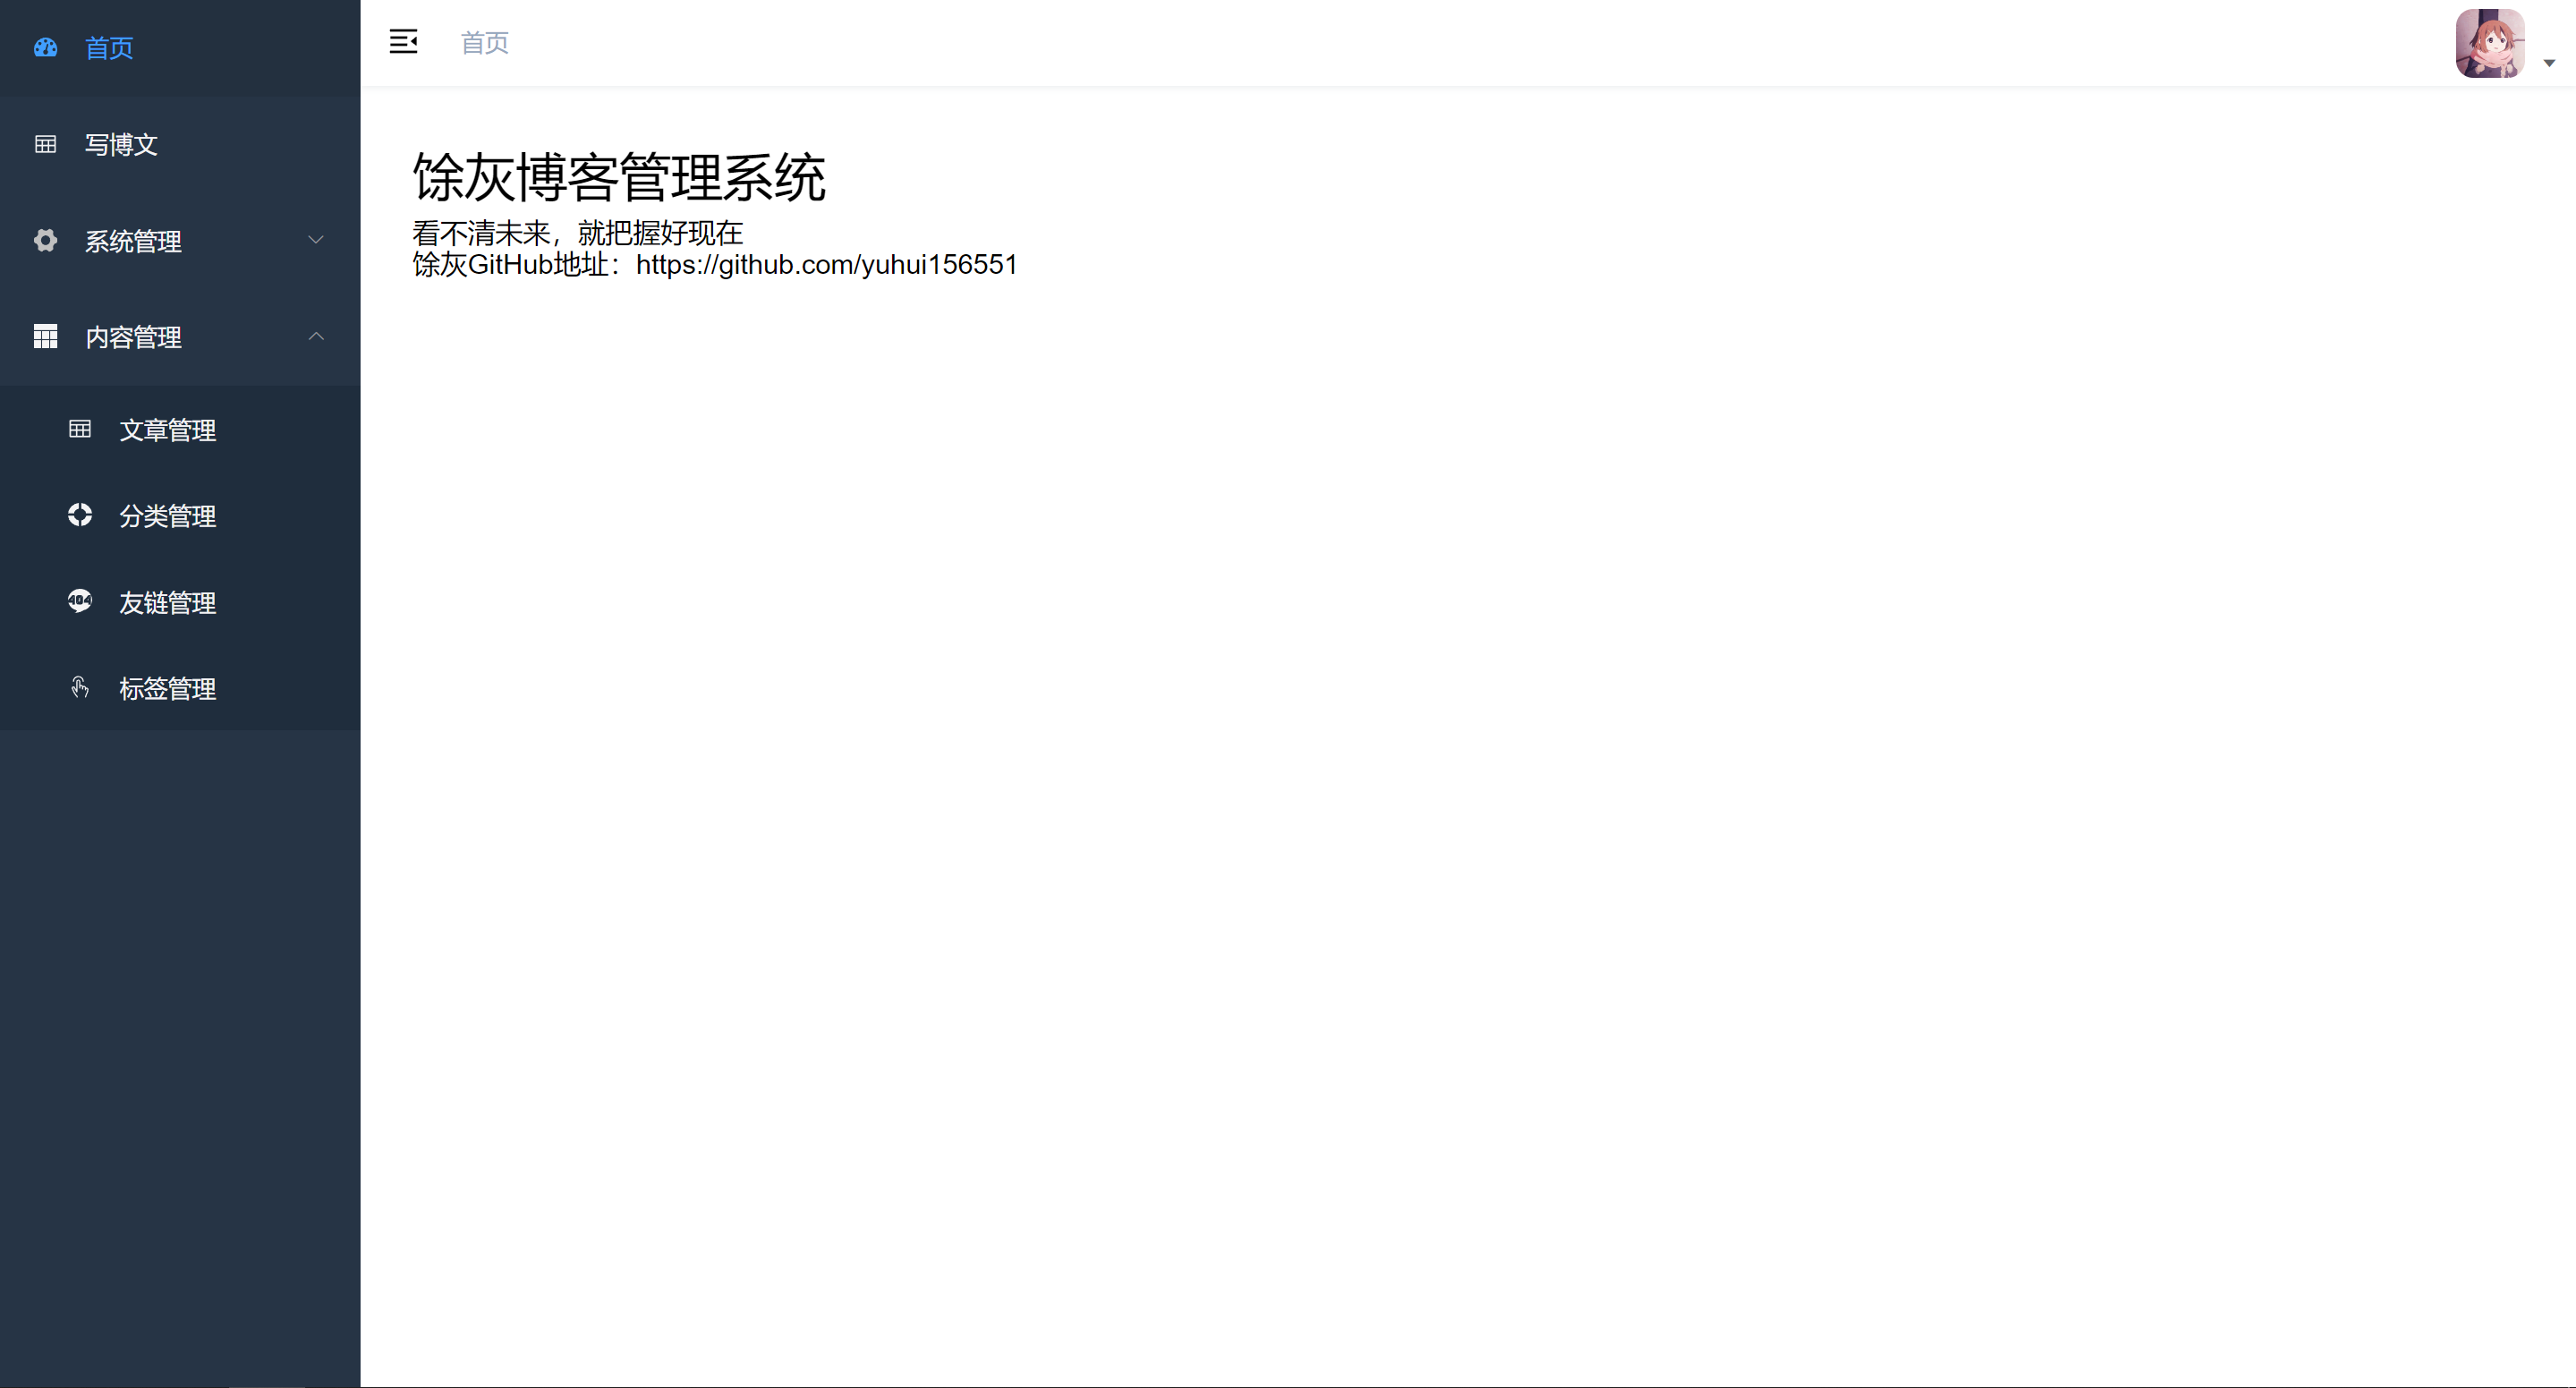 首页
写博文
系统管理
内容管理
文章管理
分类管理
友链管理
标签管理
首页
馀灰博客管理系统
看不清未来，就把握好现在
馀灰GitHub地址：https://github.com/yuhui156551